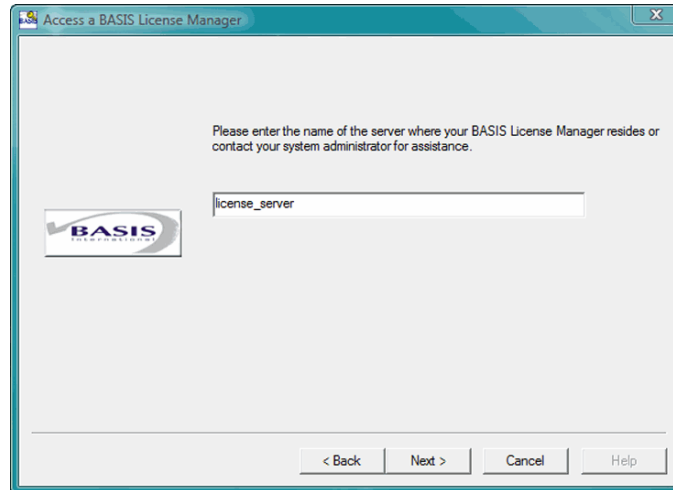 Access a BASIS License Manager
Please enter the name of the server where your BASIS License Manager resides or
contact your system administrator for assistance.
license_server
BASIS
International
< Back
Next >
Cancel
Help